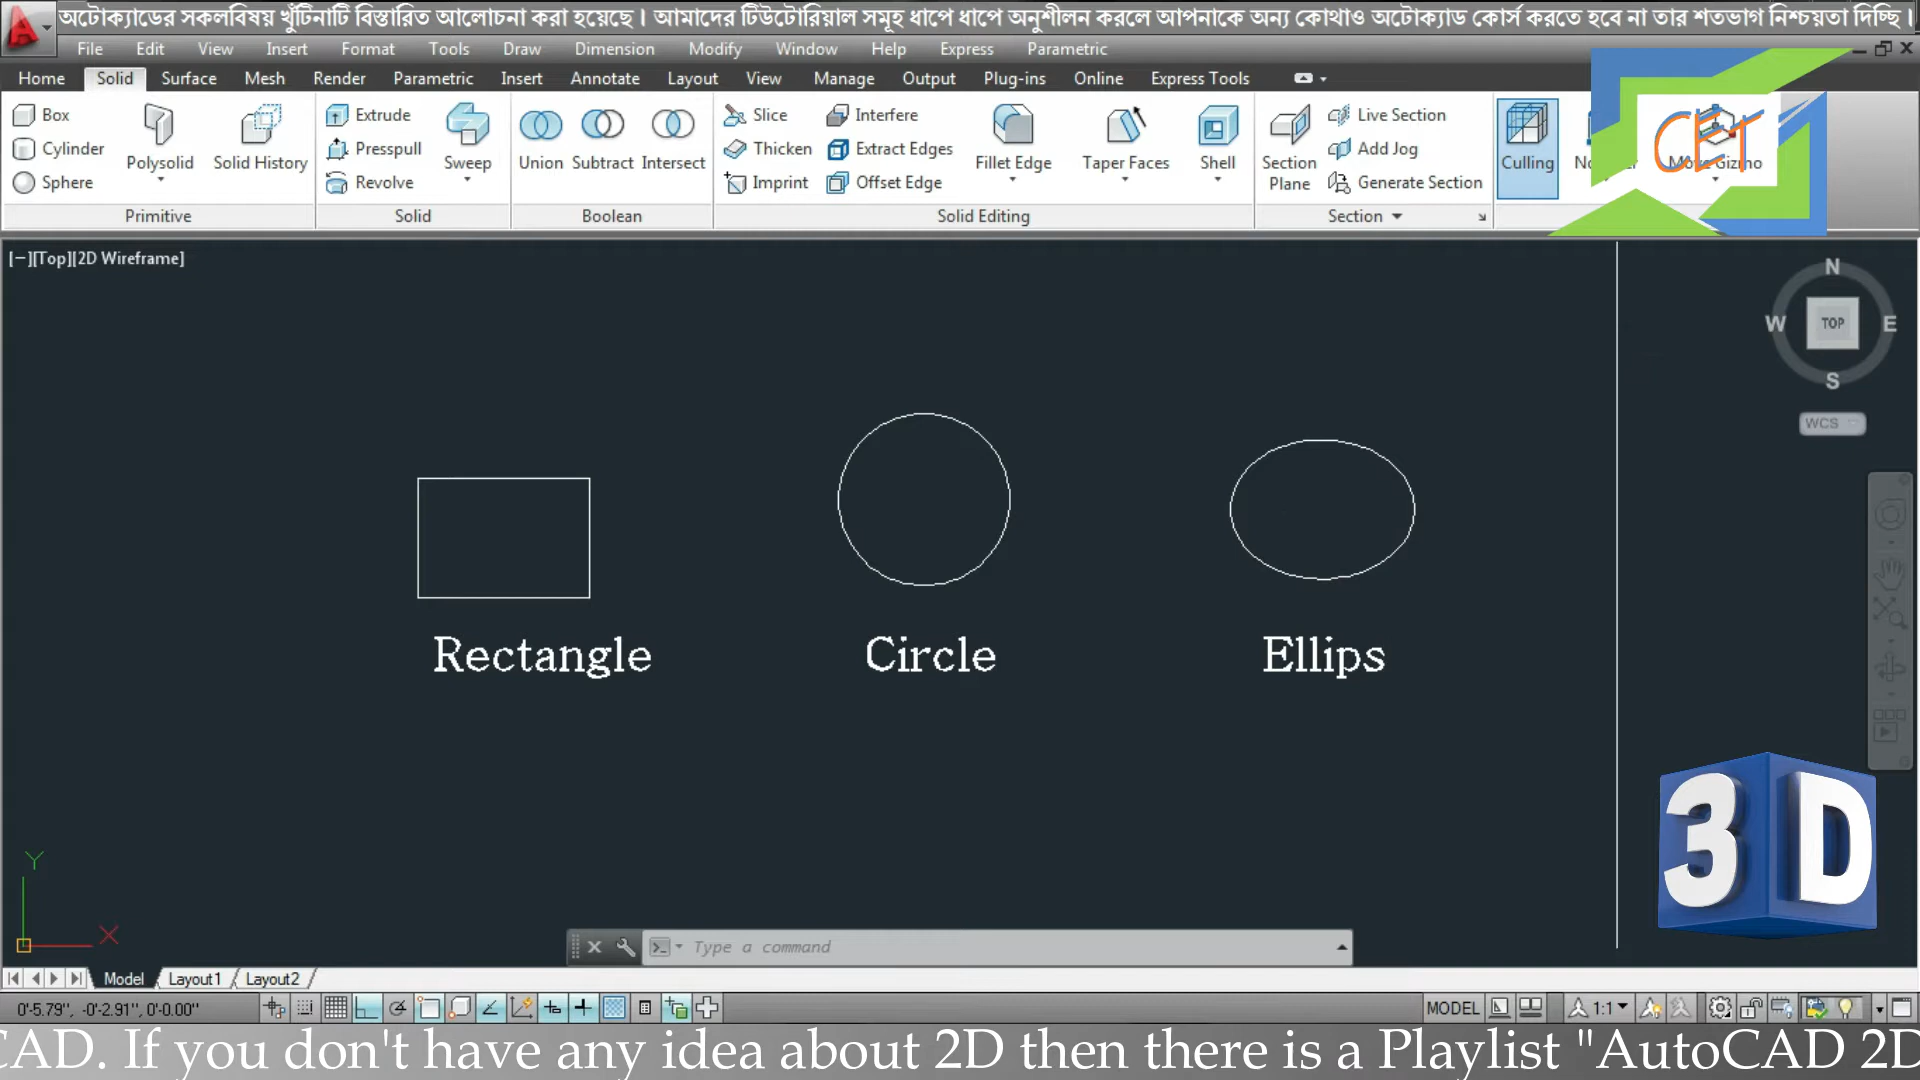 অটোক্যাডের সকলবিষয় খুঁটিনাটি বিস্তারিত আলোচনা করা হয়েছে। আমাদের টিউটোরিয়াল সমূহ ধাপে ধাপে অনুশীলন করলে আপনাকে অন্য কোথাও অটোক্যাড কোর্স করতে হবে না তার শতভাগ নিশ্চয়তা দিচ্ছি।
File Edit View Insert Format Tools Draw Dimension Modify Window Help Express Parametric
Home Solid Surface Mesh Render Parametric Insert Annotate Layout View Manage Output Plug-ins Online Express Tools
Box Extrude Slice Interfere Live Section
Cylinder Polysolid Solid History Presspull Sweep Union Subtract Intersect Thicken Extract Edges Fillet Edge Taper Faces Shell Section Plane Add Jog Culling Move Gizmo
Sphere Revolve Imprint Offset Edge Generate Section
CET
Primitive Solid Boolean Solid Editing Section
[−][Top][2D Wireframe]
N
W TOP E
S
WCS
Rectangle Circle Ellips
3D
Y
X
Type a command
Model Layout1 Layout2
0'-5.79", -0'-2.91", 0'-0.00" MODEL 1:1
CAD. If you don't have any idea about 2D then there is a Playlist "AutoCAD 2D